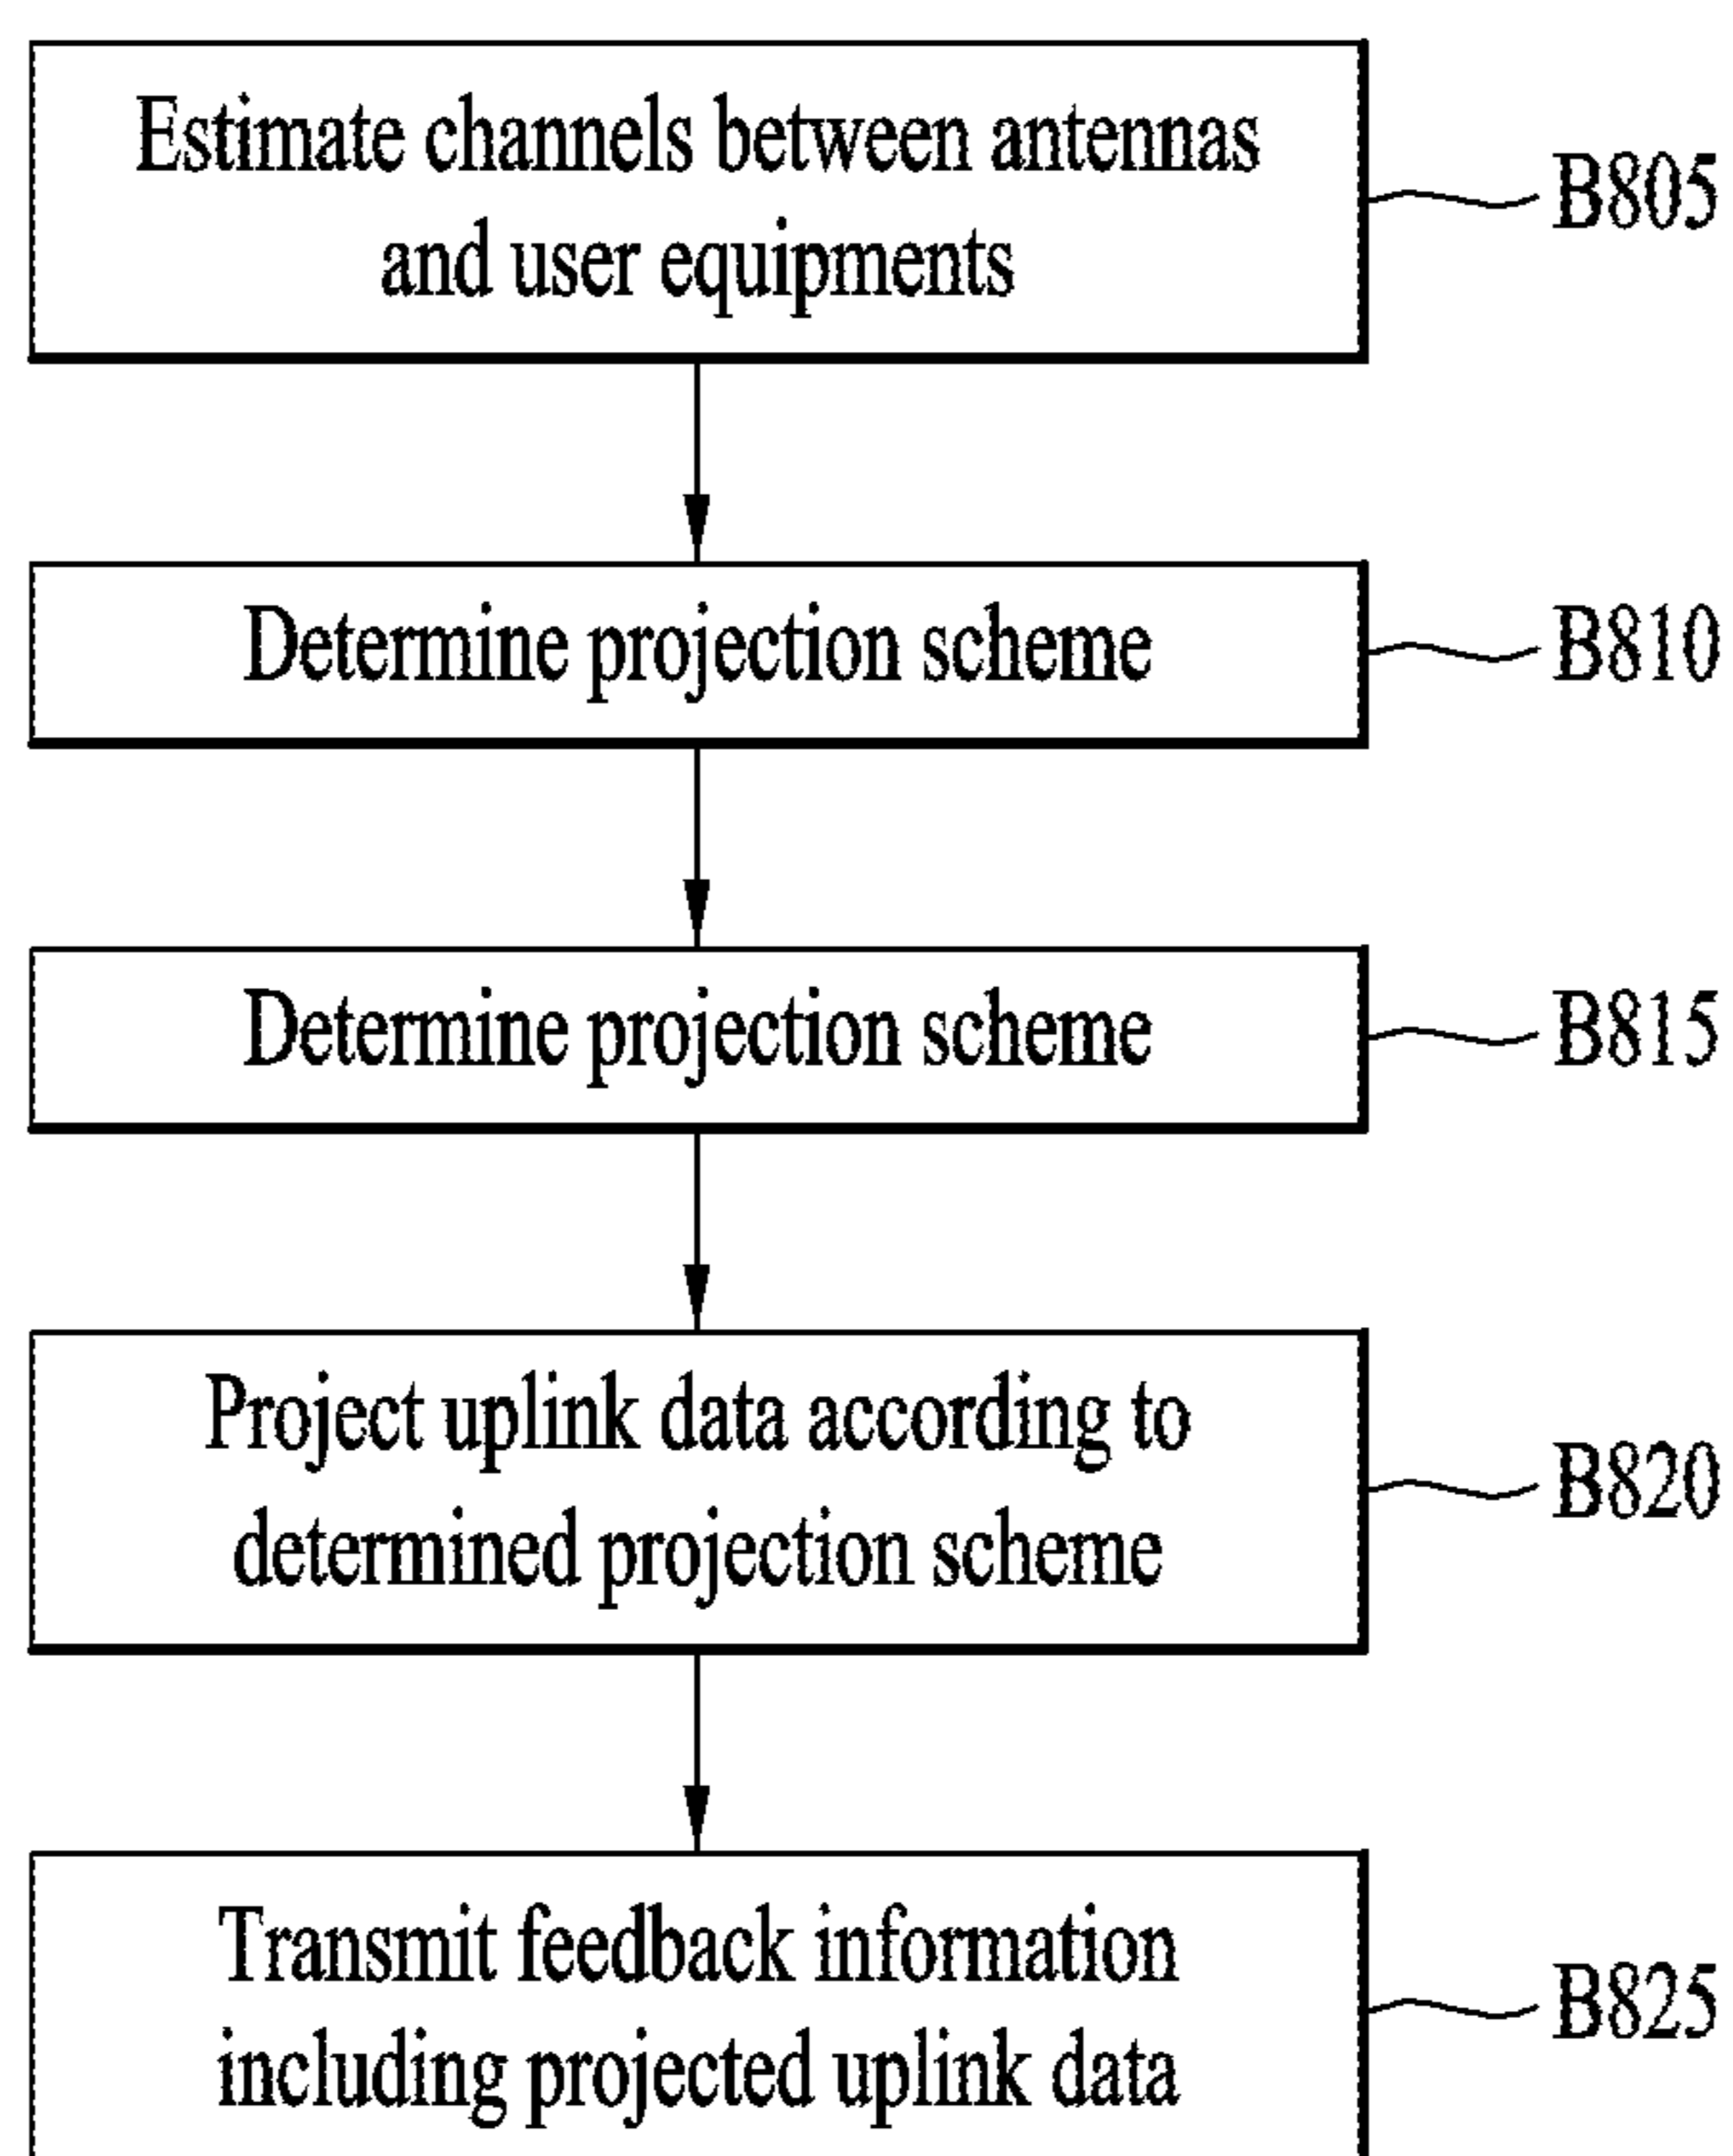 Estimate channels between antennas
and user equipments
B805
Determine projection scheme
B810
Determine projection scheme
B815
Project uplink data according to
determined projection scheme
B820
Transmit feedback information
including projected uplink data
B825